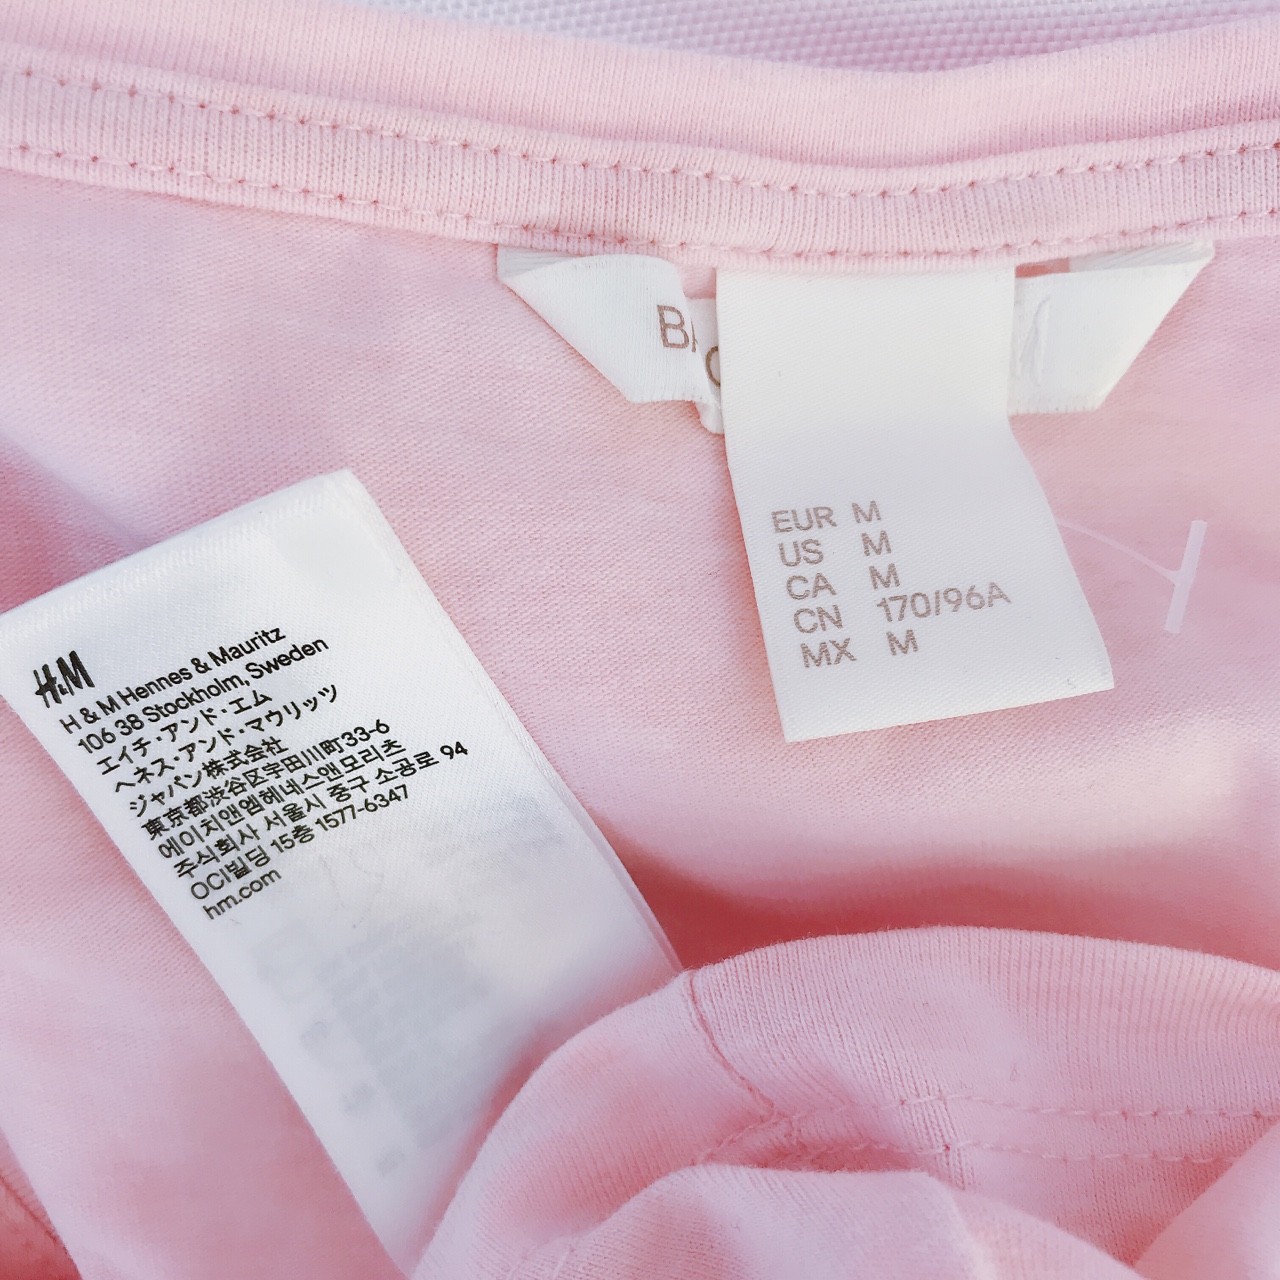 EUR M
US M
CA M
CN 170/96A
MX M
H&M
H & M Hennes & Mauritz
106 38 Stockholm, Sweden
エイチ・アンド・エム
ヘネス・アンド・マウリッツ
ジャパン株式会社
東京都渋谷区宇田川町33-6
에이치앤엠헤네스앤모리츠
주식회사 서울시 중구 소공로 94
OCI빌딩 15층 1577-6347
hm.com